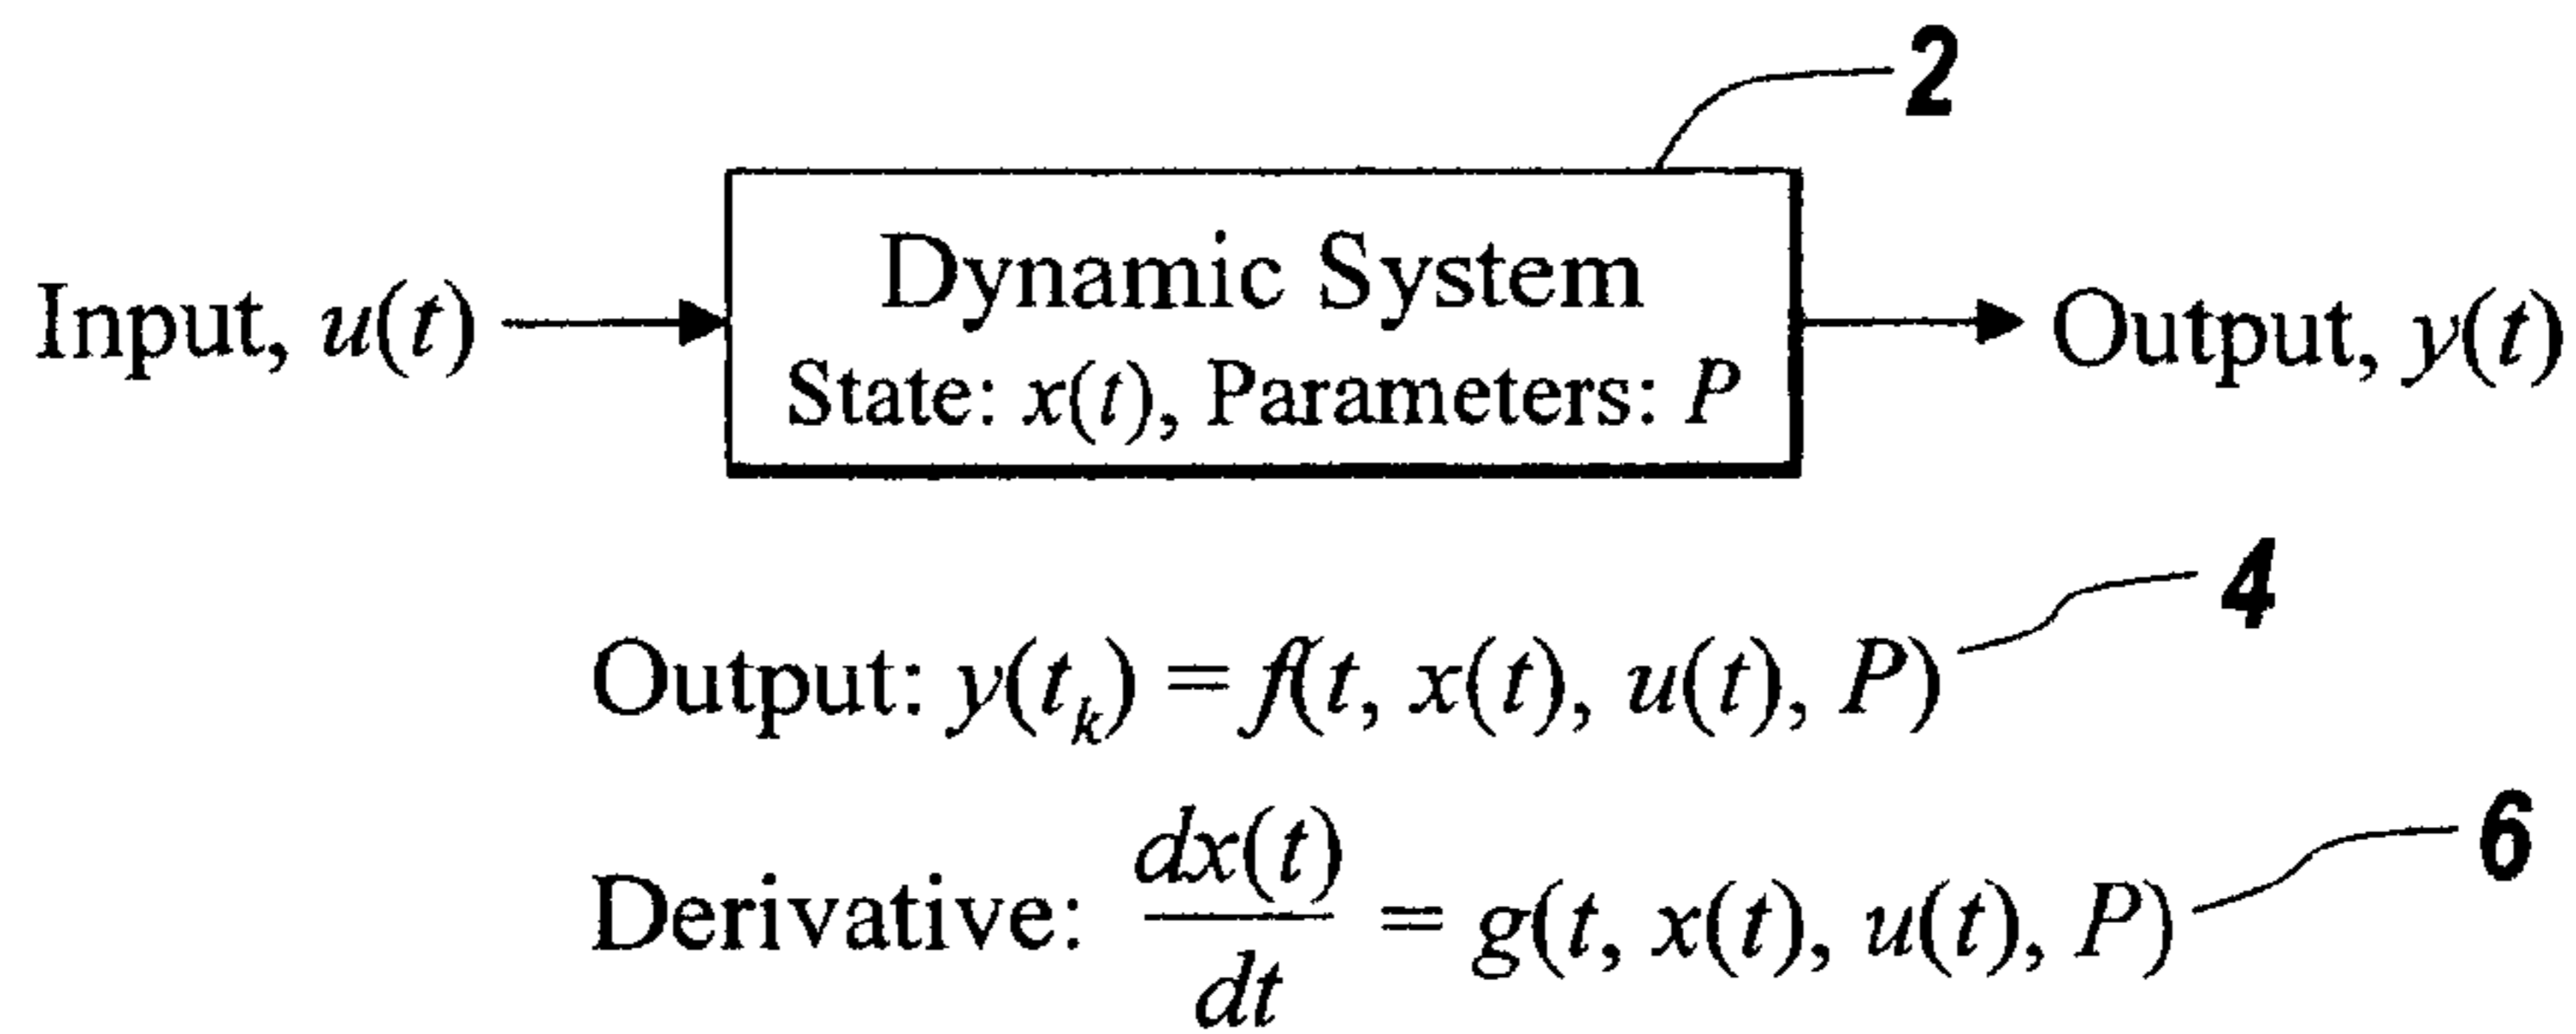 2
Dynamic System
Input, u(t)
State: x(t), Parameters: P
Output, y(t)
4
Output: y(t_k) = f(t, x(t), u(t), P)
6
Derivative: dx(t)/dt = g(t, x(t), u(t), P)